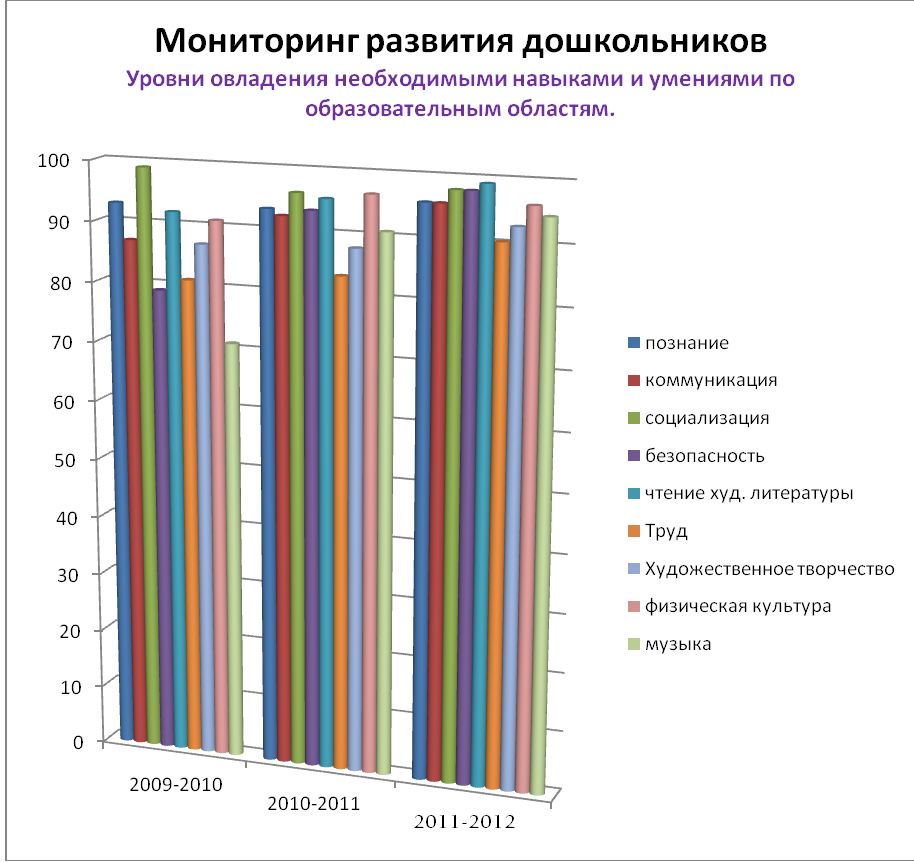 Мониторинг развития дошкольников
Уровни овладения необходимыми навыками и умениями по
образовательным областям.
100
90
80
70
60
50
40
30
20
10
0
2009-2010
2010-2011
2011-2012
познание
коммуникация
социализация
безопасность
чтение худ. литературы
Труд
Художественное творчество
физическая культура
музыка